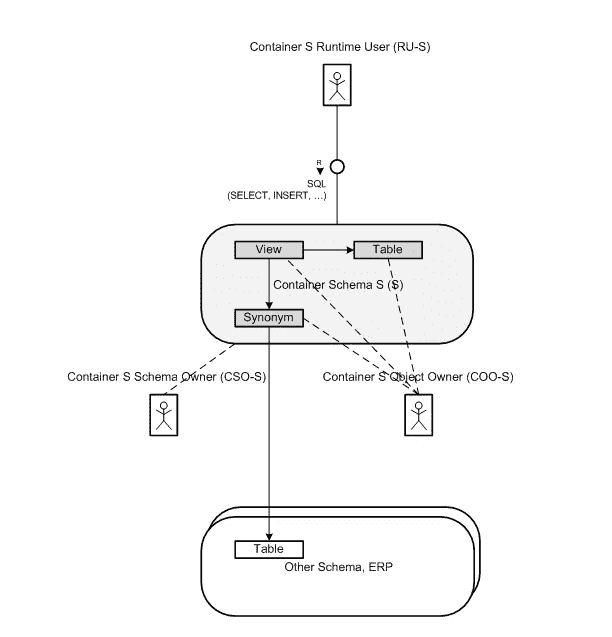 Container S Runtime User (RU-S)
R
SQL
(SELECT, INSERT, ...)
View
Table
Container Schema S (S)
Synonym
Container S Schema Owner (CSO-S)
Container S Object Owner (COO-S)
Table
Other Schema, ERP